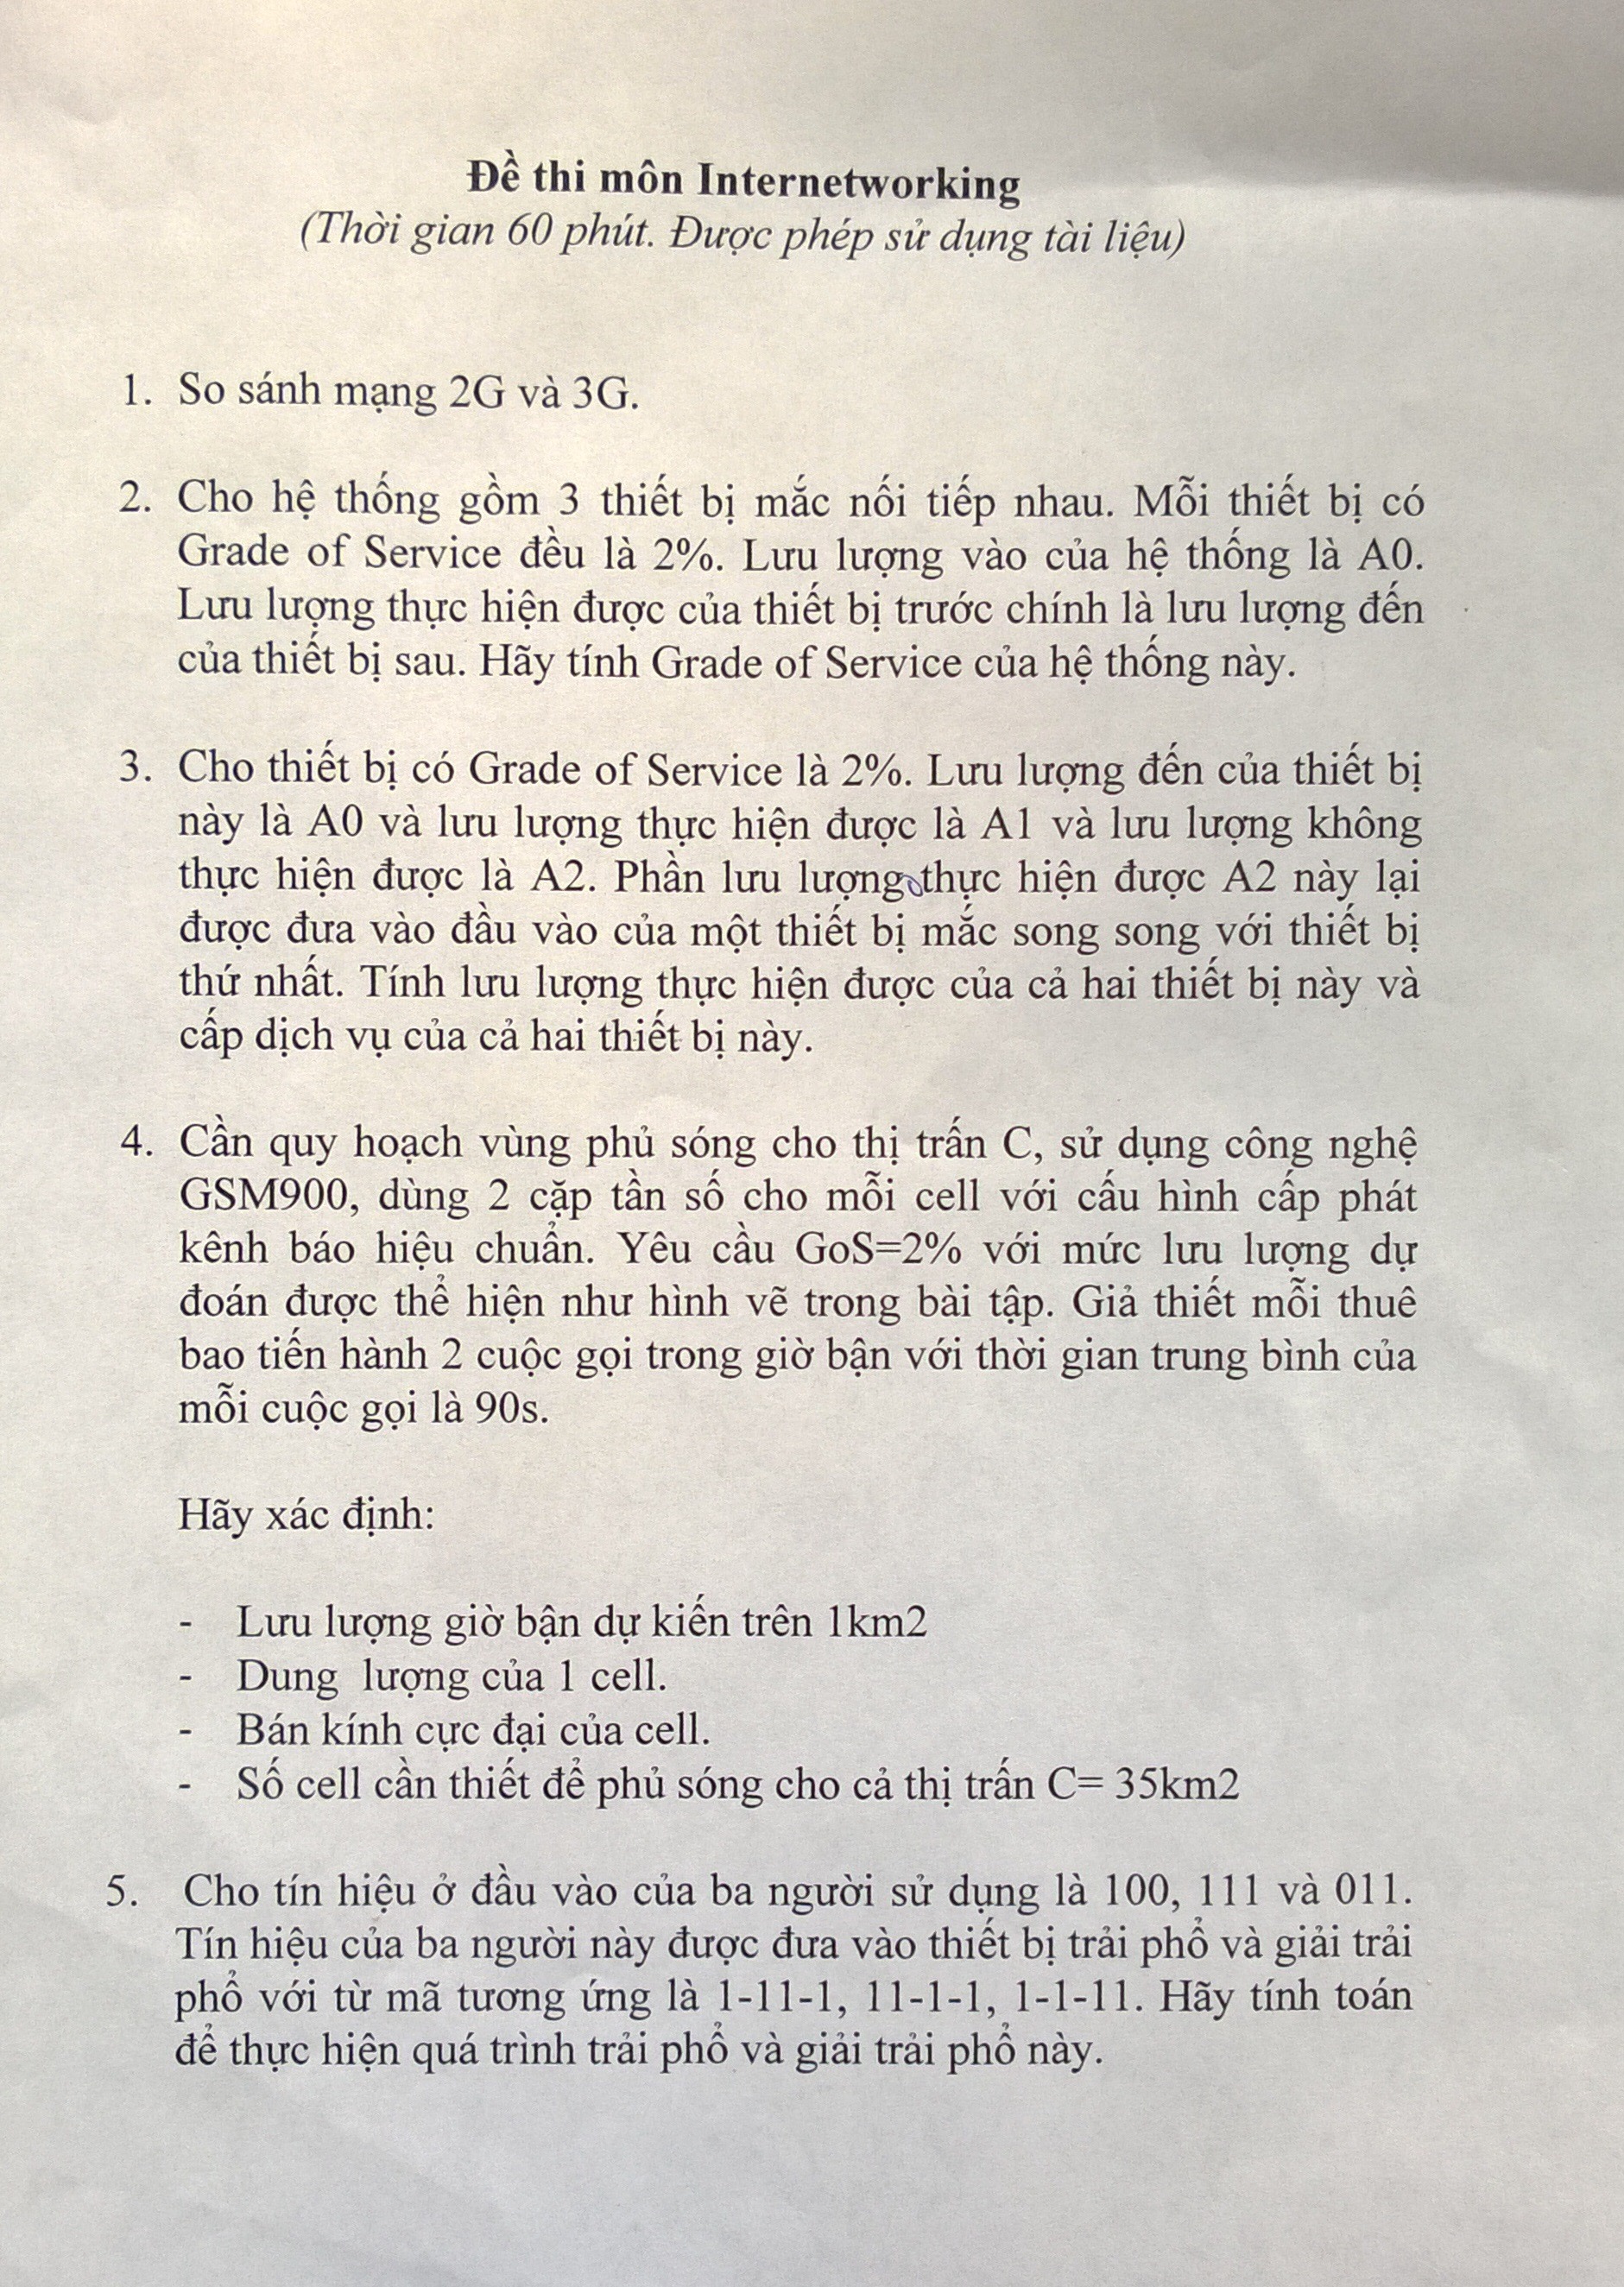 Đề thi môn Internetworking
(Thời gian 60 phút. Được phép sử dụng tài liệu)
1. So sánh mạng 2G và 3G.
2. Cho hệ thống gồm 3 thiết bị mắc nối tiếp nhau. Mỗi thiết bị có
Grade of Service đều là 2%. Lưu lượng vào của hệ thống là A0.
Lưu lượng thực hiện được của thiết bị trước chính là lưu lượng đến
của thiết bị sau. Hãy tính Grade of Service của hệ thống này.
3. Cho thiết bị có Grade of Service là 2%. Lưu lượng đến của thiết bị
này là A0 và lưu lượng thực hiện được là A1 và lưu lượng không
thực hiện được là A2. Phần lưu lượng thực hiện được A2 này lại
được đưa vào đầu vào của một thiết bị mắc song song với thiết bị
thứ nhất. Tính lưu lượng thực hiện được của cả hai thiết bị này và
cấp dịch vụ của cả hai thiết bị này.
4. Cần quy hoạch vùng phủ sóng cho thị trấn C, sử dụng công nghệ
GSM900, dùng 2 cặp tần số cho mỗi cell với cấu hình cấp phát
kênh báo hiệu chuẩn. Yêu cầu GoS=2% với mức lưu lượng dự
đoán được thể hiện như hình vẽ trong bài tập. Giả thiết mỗi thuê
bao tiến hành 2 cuộc gọi trong giờ bận với thời gian trung bình của
mỗi cuộc gọi là 90s.
Hãy xác định:
- Lưu lượng giờ bận dự kiến trên 1km2
- Dung lượng của 1 cell.
- Bán kính cực đại của cell.
- Số cell cần thiết để phủ sóng cho cả thị trấn C= 35km2
5. Cho tín hiệu ở đầu vào của ba người sử dụng là 100, 111 và 011.
Tín hiệu của ba người này được đưa vào thiết bị trải phổ và giải trải
phổ với từ mã tương ứng là 1-11-1, 11-1-1, 1-1-11. Hãy tính toán
để thực hiện quá trình trải phổ và giải trải phổ này.